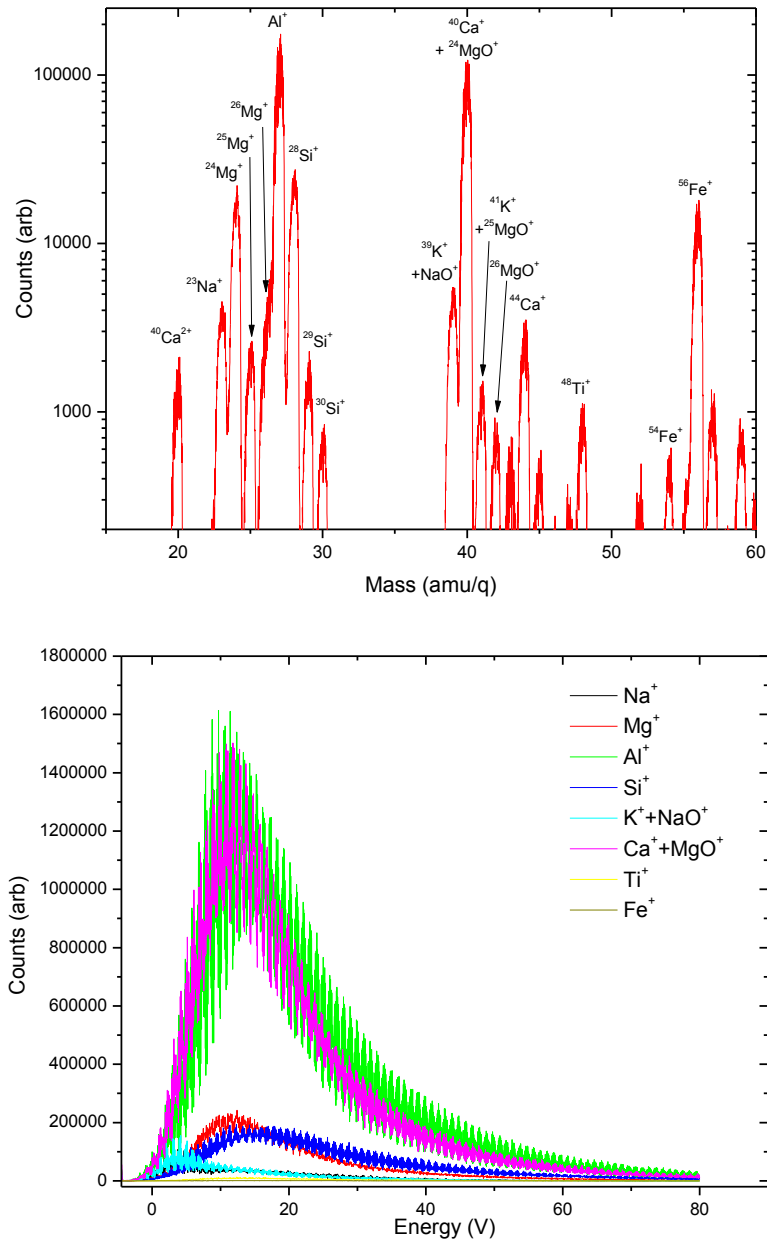 Al⁺
⁴⁰Ca⁺
+ ²⁴MgO⁺
²⁶Mg⁺
²⁵Mg⁺
²⁴Mg⁺
²⁸Si⁺
⁵⁶Fe⁺
⁴¹K⁺
+²⁵MgO⁺
³⁹K⁺
+NaO⁺
²⁶MgO⁺
²³Na⁺
⁴⁴Ca⁺
⁴⁰Ca²⁺
²⁹Si⁺
³⁰Si⁺
⁴⁸Ti⁺
⁵⁴Fe⁺
100000
10000
1000
Counts (arb)
20 30 40 50 60
Mass (amu/q)
1800000
1600000
1400000
1200000
1000000
800000
600000
400000
200000
0
Counts (arb)
Na⁺
Mg⁺
Al⁺
Si⁺
K⁺+NaO⁺
Ca⁺+MgO⁺
Ti⁺
Fe⁺
0 20 40 60 80
Energy (V)